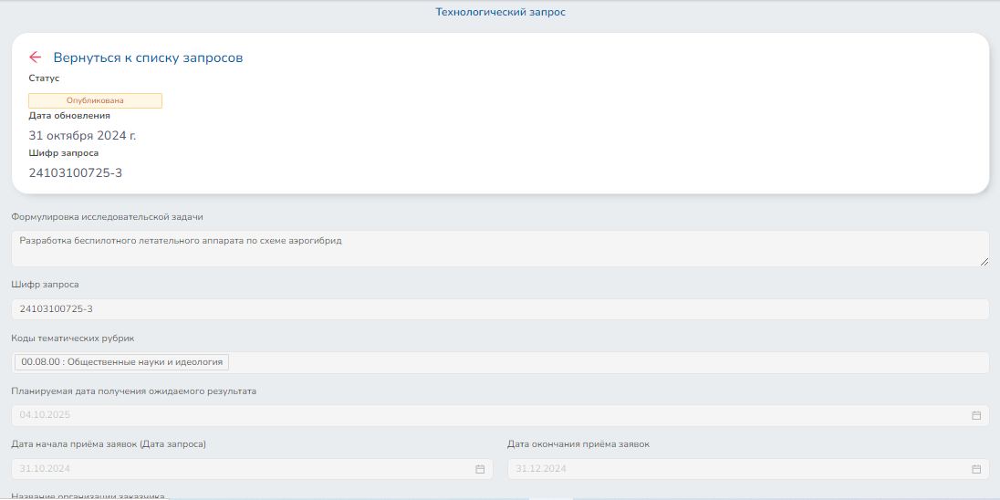 Технологический запрос
Вернуться к списку запросов
Статус
Опубликована
Дата обновления
31 октября 2024 г.
Шифр запроса
24103100725-3
Формулировка исследовательской задачи
Разработка беспилотного летательного аппарата по схеме аэрогибрид
Шифр запроса
24103100725-3
Коды тематических рубрик
00.08.00 : Общественные науки и идеология
Планируемая дата получения ожидаемого результата
04.10.2025
Дата начала приёма заявок (Дата запроса)
Дата окончания приёма заявок
31.10.2024
31.12.2024
Название организации заказчика